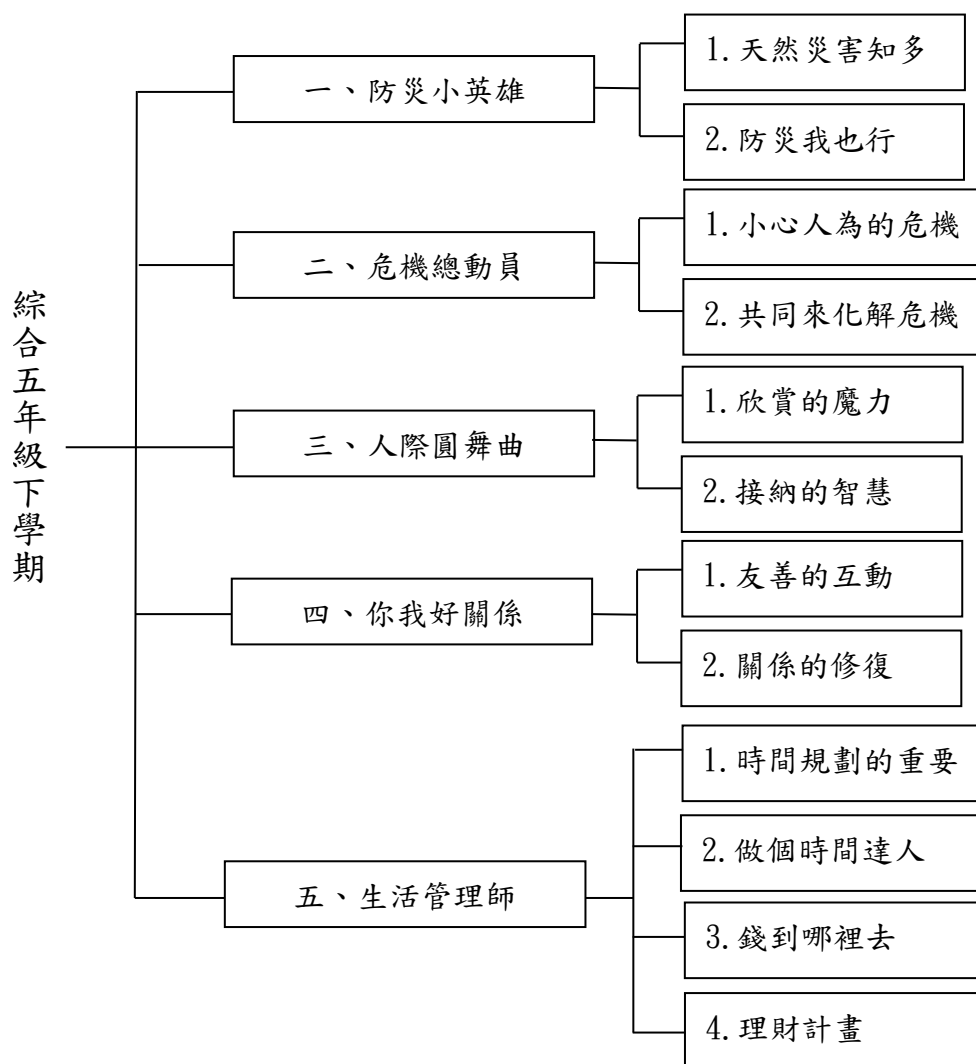 綜合五年級下學期
一、防災小英雄
1.天然災害知多
2.防災我也行
二、危機總動員
1.小心人為的危機
2.共同來化解危機
三、人際圓舞曲
1.欣賞的魔力
2.接納的智慧
四、你我好關係
1.友善的互動
2.關係的修復
五、生活管理師
1.時間規劃的重要
2.做個時間達人
3.錢到哪裡去
4.理財計畫